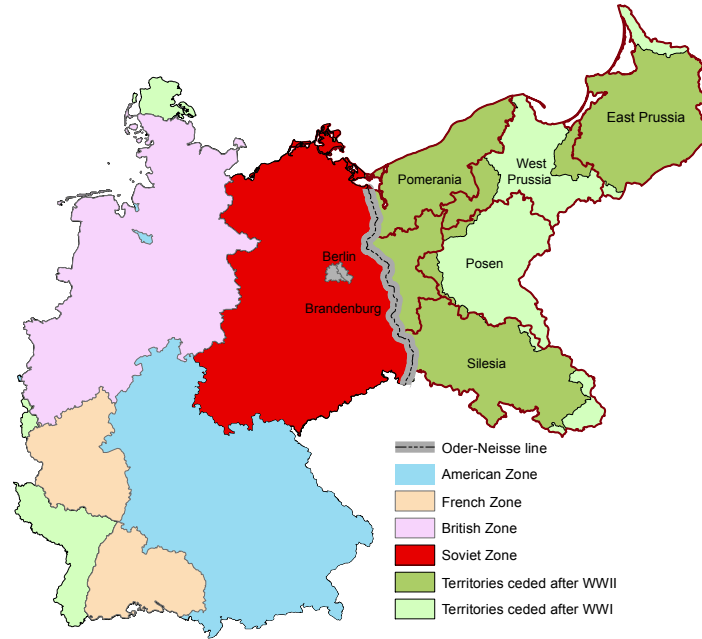 East Prussia
West
Prussia
Pomerania
Berlin
Posen
Brandenburg
Silesia
Oder-Neisse line
American Zone
French Zone
British Zone
Soviet Zone
Territories ceded after WWII
Territories ceded after WWI